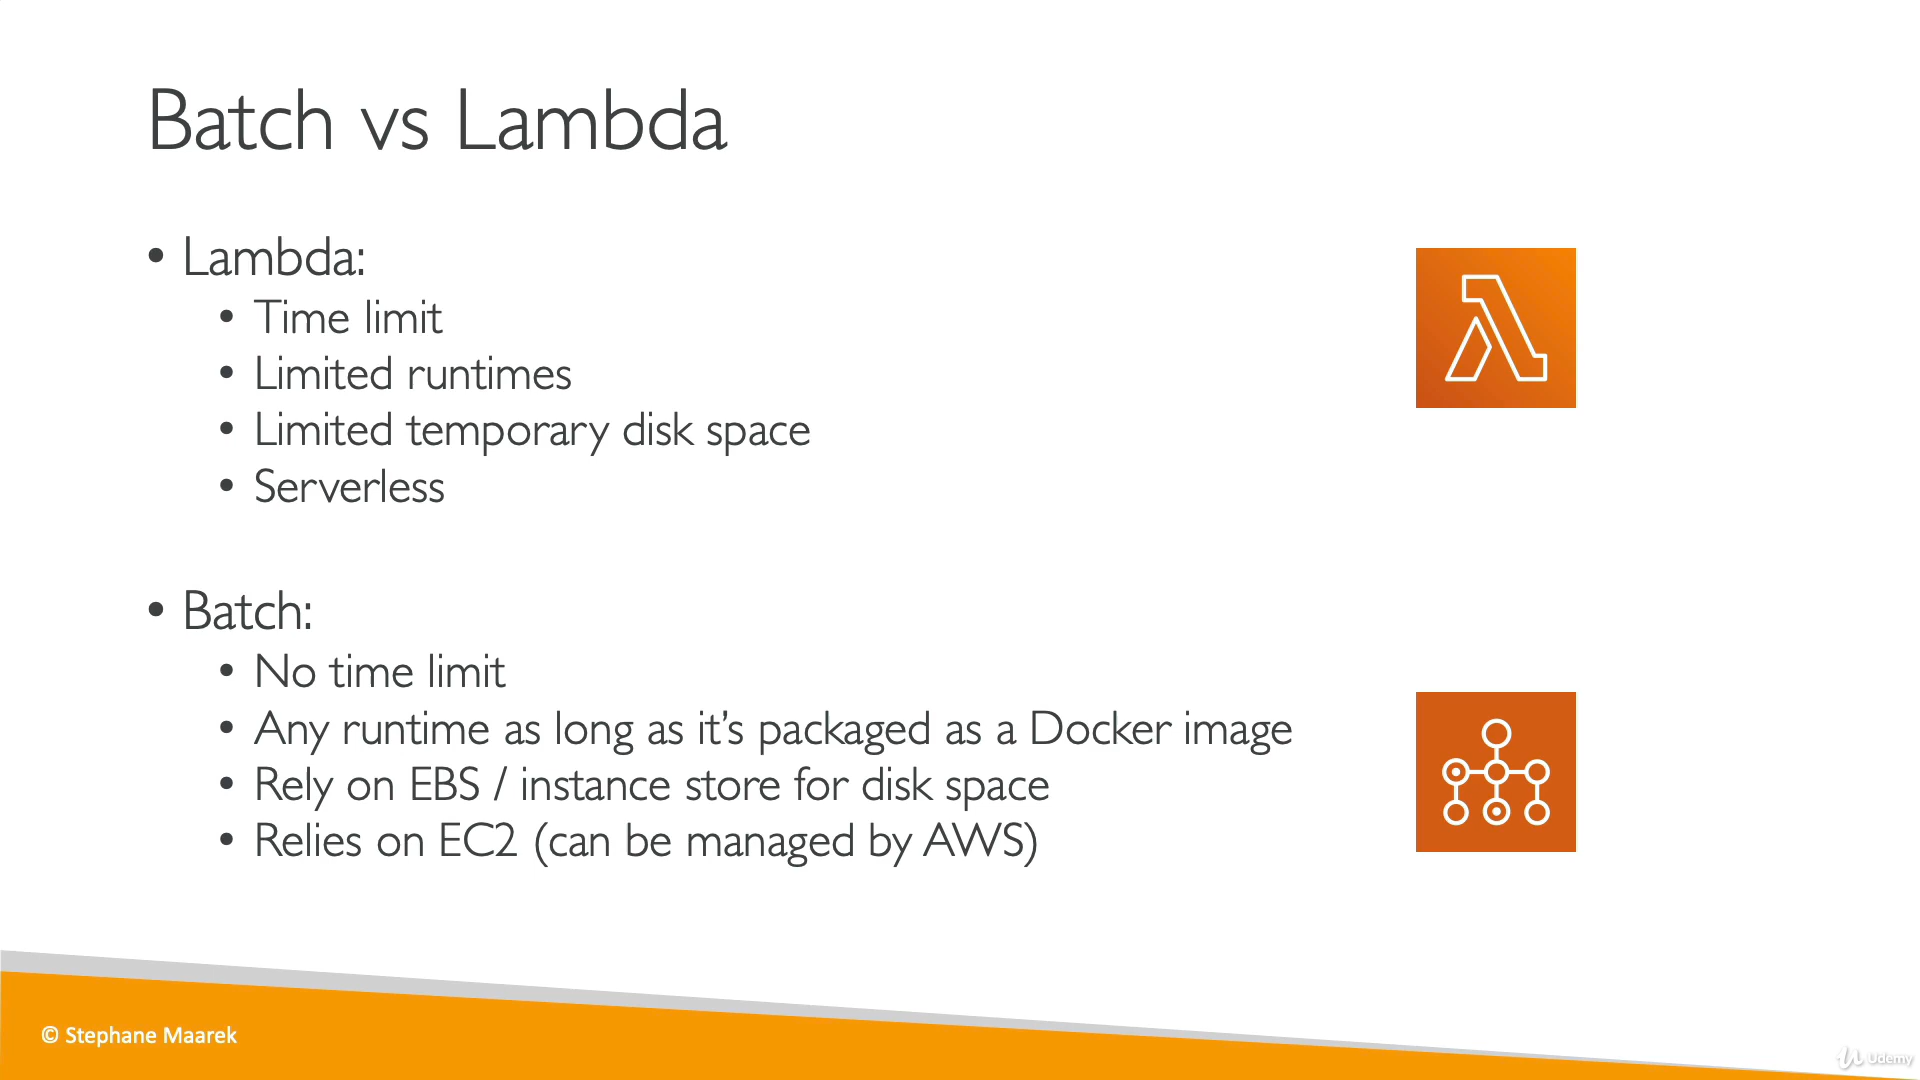 Batch vs Lambda
• Lambda:
• Time limit
• Limited runtimes
• Limited temporary disk space
• Serverless
• Batch:
• No time limit
• Any runtime as long as it’s packaged as a Docker image
• Rely on EBS / instance store for disk space
• Relies on EC2 (can be managed by AWS)
© Stephane Maarek
Udemy